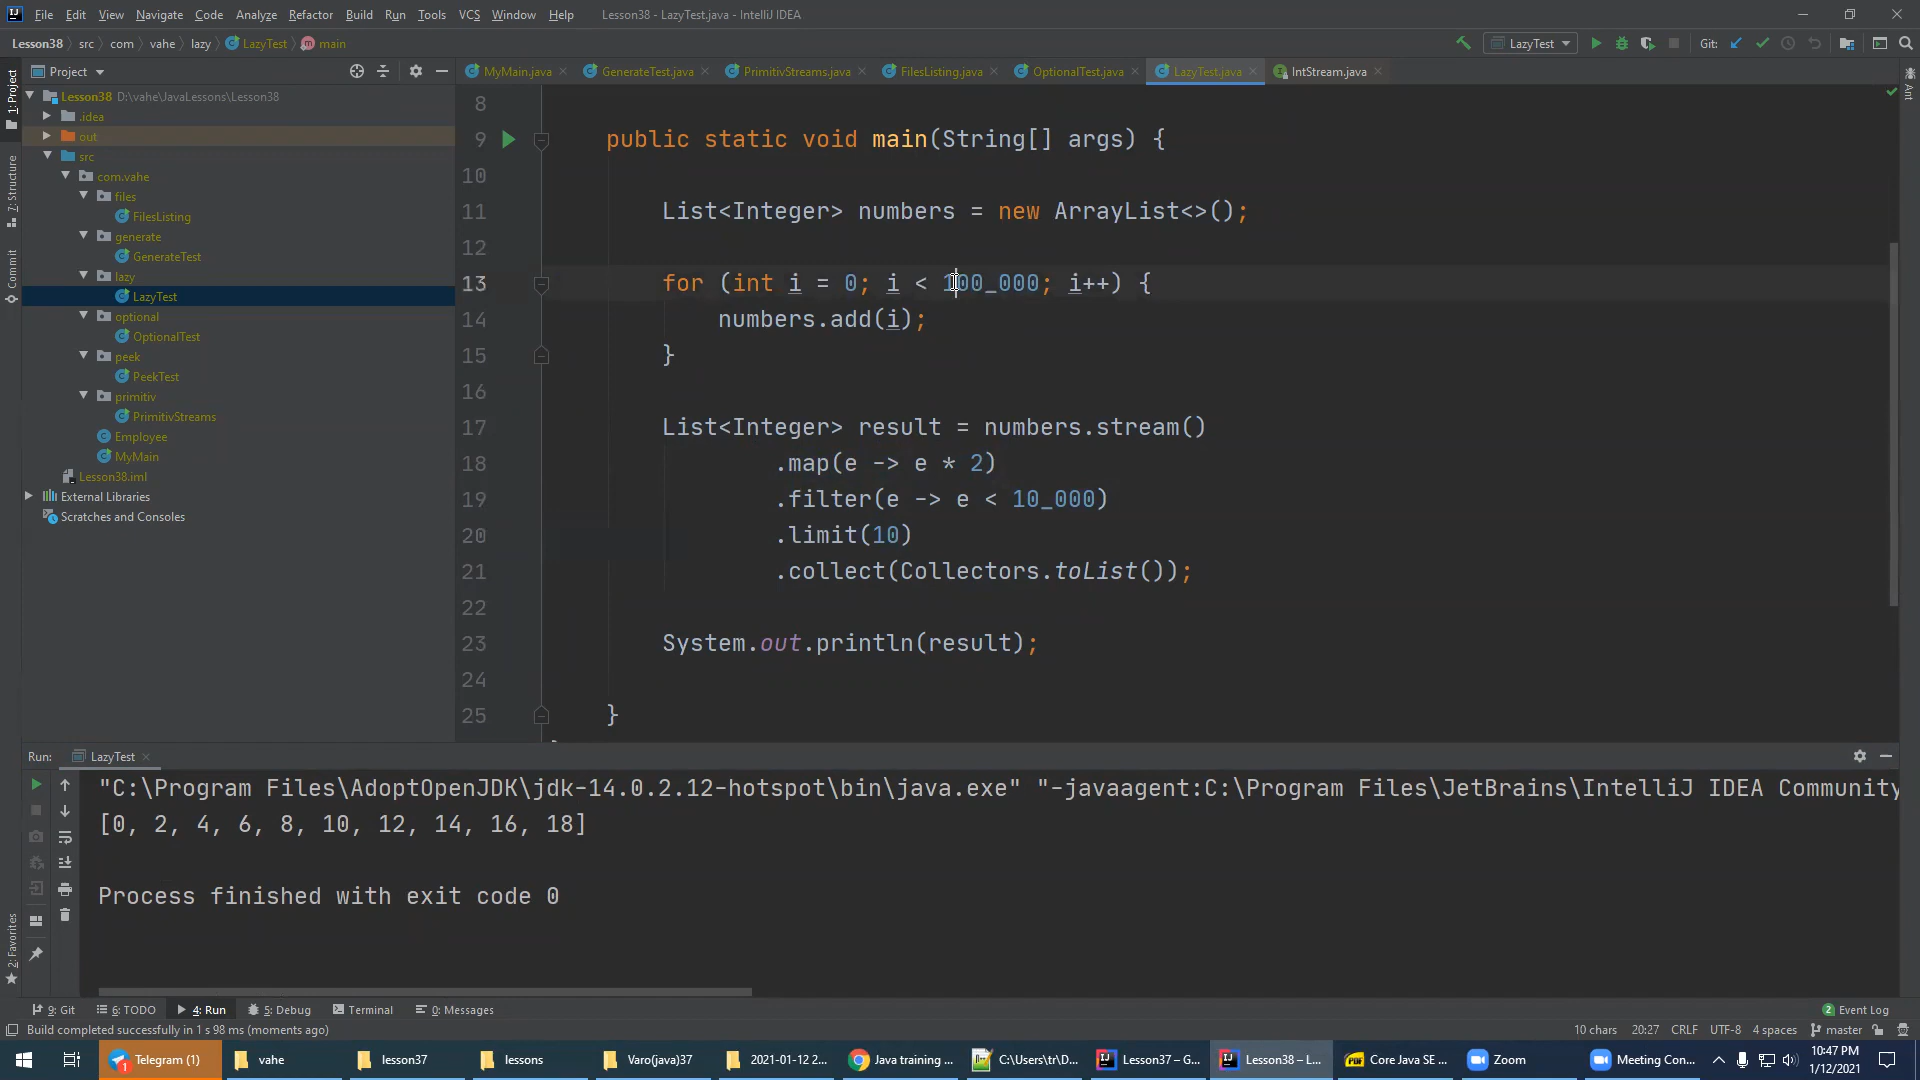 File Edit View Navigate Code Analyze Refactor Build Run Tools VCS Window Help Lesson38 - LazyTest.java - IntelliJ IDEA
Lesson38 src com vahe lazy LazyTest main LazyTest Git:
Project
MyMain.java GenerateTest.java PrimitivStreams.java FilesListing.java OptionalTest.java LazyTest.java IntStream.java
1: Project
7: Structure
Commit
2: Favorites
Ant
Lesson38 D:\vahe\JavaLessons\Lesson38
.idea
out
src
com.vahe
files
FilesListing
generate
GenerateTest
lazy
LazyTest
optional
OptionalTest
peek
PeekTest
primitiv
PrimitivStreams
Employee
MyMain
Lesson38.iml
External Libraries
Scratches and Consoles
8
9 public static void main(String[] args) {
10
11 List<Integer> numbers = new ArrayList<>();
12
13 for (int i = 0; i < 100_000; i++) {
14 numbers.add(i);
15 }
16
17 List<Integer> result = numbers.stream()
18 .map(e -> e * 2)
19 .filter(e -> e < 10_000)
20 .limit(10)
21 .collect(Collectors.toList());
22
23 System.out.println(result);
24
25 }
Run: LazyTest
"C:\Program Files\AdoptOpenJDK\jdk-14.0.2.12-hotspot\bin\java.exe" "-javaagent:C:\Program Files\JetBrains\IntelliJ IDEA Community
[0, 2, 4, 6, 8, 10, 12, 14, 16, 18]
Process finished with exit code 0
9: Git 6: TODO 4: Run 5: Debug Terminal 0: Messages 2 Event Log
Build completed successfully in 1 s 98 ms (moments ago) 10 chars 20:27 CRLF UTF-8 4 spaces master
Telegram (1) vahe lesson37 lessons Varo(java)37 2021-01-12 2... Java training ... C:\Users\tr\D... Lesson37 – G... Lesson38 – L... Core Java SE ... Zoom Meeting Con... 10:47 PM
1/12/2021